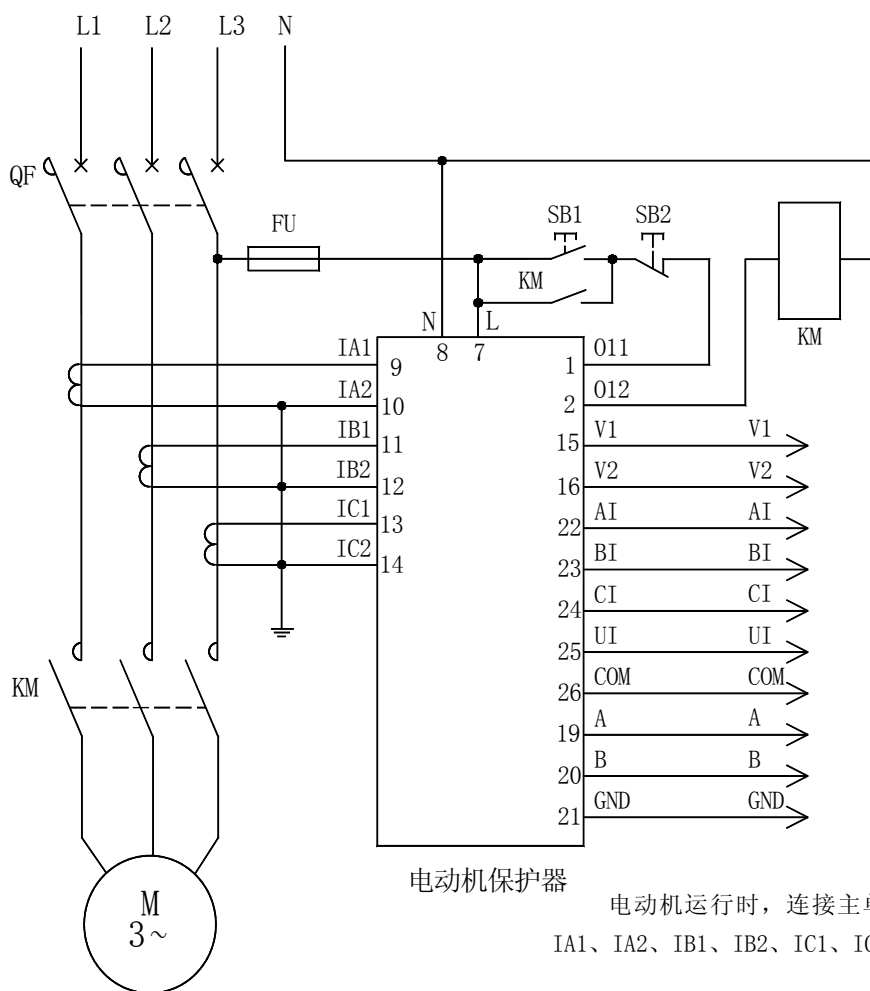 L1 L2 L3 N
QF
FU
SB1 SB2
KM
KM
N L
8 7
IA1 9
IA2 10
IB1 11
IB2 12
IC1 13
IC2 14
1 O11
2 O12
15 V1 V1
16 V2 V2
22 AI AI
23 BI BI
24 CI CI
25 UI UI
26 COM COM
19 A A
20 B B
21 GND GND
KM
M
3~
电动机保护器
电动机运行时，连接主
IA1、IA2、IB1、IB2、IC1、